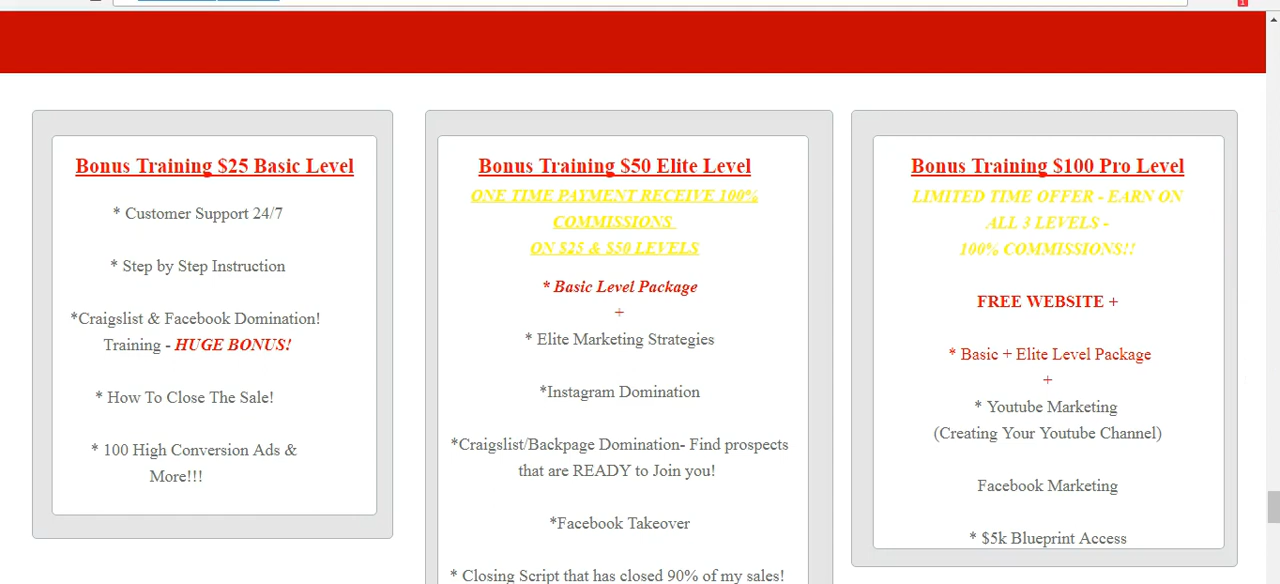 Bonus Training $25 Basic Level
* Customer Support 24/7
* Step by Step Instruction
*Craigslist & Facebook Domination!
Training - HUGE BONUS!
* How To Close The Sale!
* 100 High Conversion Ads &
More!!!
Bonus Training $50 Elite Level
ONE TIME PAYMENT RECEIVE 100%
COMMISSIONS
ON $25 & $50 LEVELS
* Basic Level Package
+
* Elite Marketing Strategies
*Instagram Domination
*Craigslist/Backpage Domination- Find prospects
that are READY to Join you!
*Facebook Takeover
* Closing Script that has closed 90% of my sales!
Bonus Training $100 Pro Level
LIMITED TIME OFFER - EARN ON
ALL 3 LEVELS -
100% COMMISSIONS!!
FREE WEBSITE +
* Basic + Elite Level Package
+
* Youtube Marketing
(Creating Your Youtube Channel)
Facebook Marketing
* $5k Blueprint Access